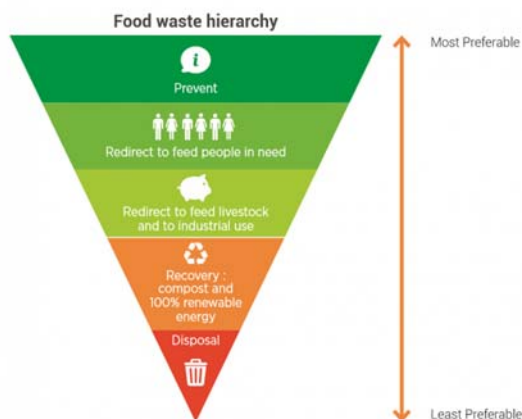 Food waste hierarchy
Most Preferable
i
Prevent
Redirect to feed people in need
Redirect to feed livestock
and to industrial use
Recovery :
compost and
100% renewable
energy
Disposal
Least Preferable